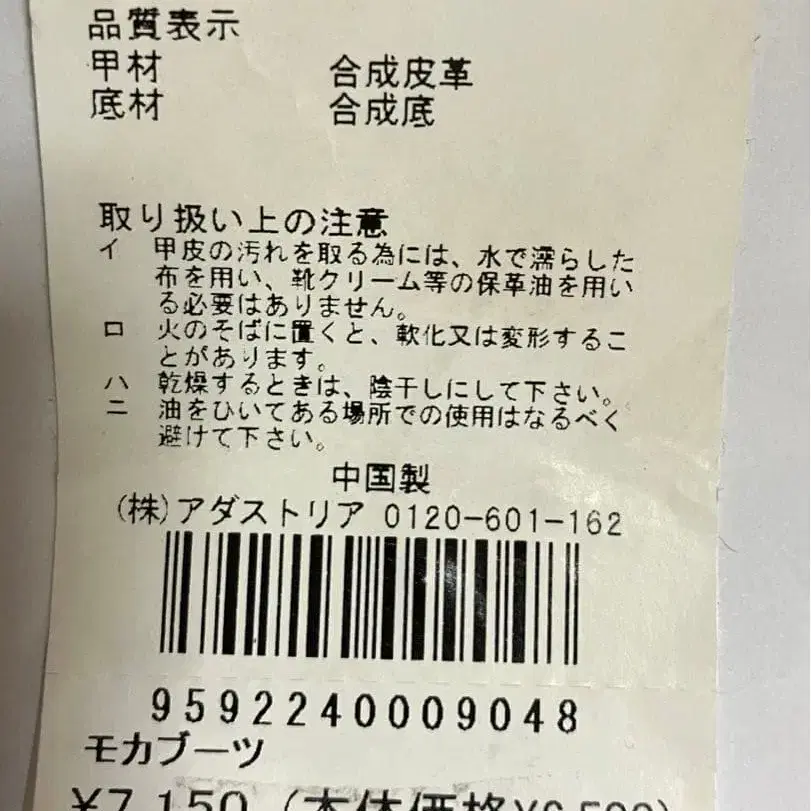 品質表示
甲材 合成皮革
底材 合成底
取り扱い上の注意
イ 甲皮の汚れを取る為には、水で濡らした
布を用い、靴クリーム等の保革油を用い
る必要はありません。
ロ 火のそばに置くと、軟化又は変形するこ
とがあります。
ハ 乾燥するときは、陰干しにして下さい。
ニ 油をひいてある場所での使用はなるべく
避けて下さい。
中国製
(株)アダストリア 0120-601-162
9592240009048
モカブーツ
¥7,150 (本体価格¥6,500)